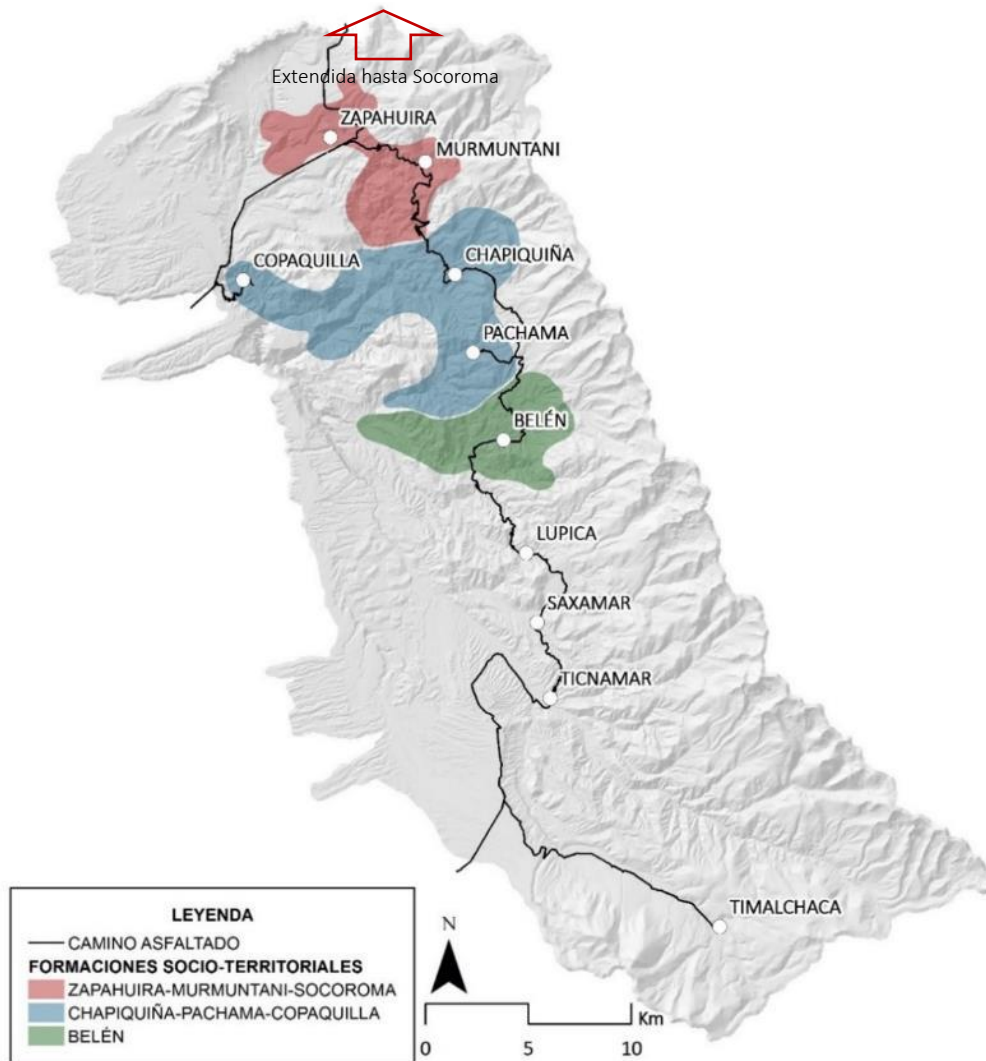 Extendida hasta Socoroma
ZAPAHUIRA
MURMUNTANI
COPAQUILLA
CHAPIQUIÑA
PACHAMA
BELÉN
LUPICA
SAXAMAR
TICNAMAR
TIMALCHACA
LEYENDA
CAMINO ASFALTADO
FORMACIONES SOCIO-TERRITORIALES
ZAPAHUIRA-MURMUNTANI-SOCOROMA
CHAPIQUIÑA-PACHAMA-COPAQUILLA
BELÉN
N
Km
0 5 10